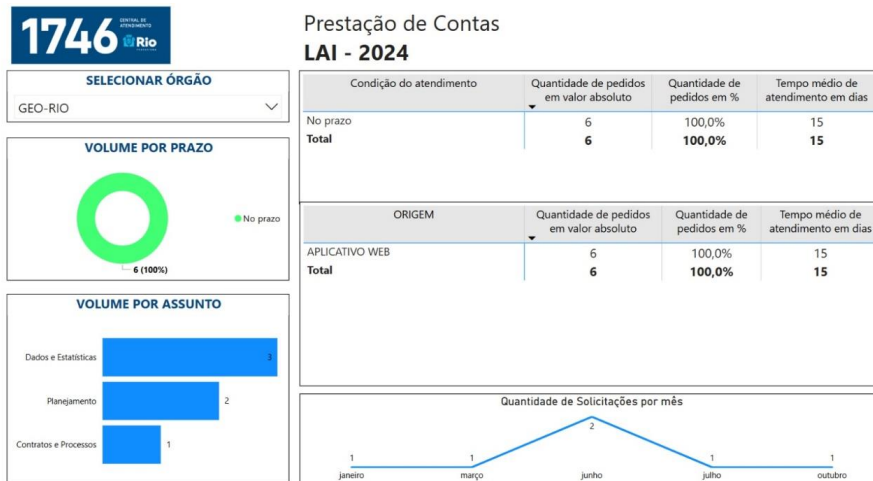 1746
CENTRAL DE
ATENDIMENTO
Rio
Prestação de Contas
LAI - 2024
SELECIONAR ÓRGÃO
GEO-RIO
VOLUME POR PRAZO
No prazo
6 (100%)
VOLUME POR ASSUNTO
Dados e Estatísticas 3
Planejamento 2
Contratos e Processos 1
Condição do atendimento Quantidade de pedidos em valor absoluto Quantidade de pedidos em % Tempo médio de atendimento em dias
No prazo 6 100,0% 15
Total 6 100,0% 15
ORIGEM Quantidade de pedidos em valor absoluto Quantidade de pedidos em % Tempo médio de atendimento em dias
APLICATIVO WEB 6 100,0% 15
Total 6 100,0% 15
Quantidade de Solicitações por mês
1 1 2 1 1
janeiro março junho julho outubro